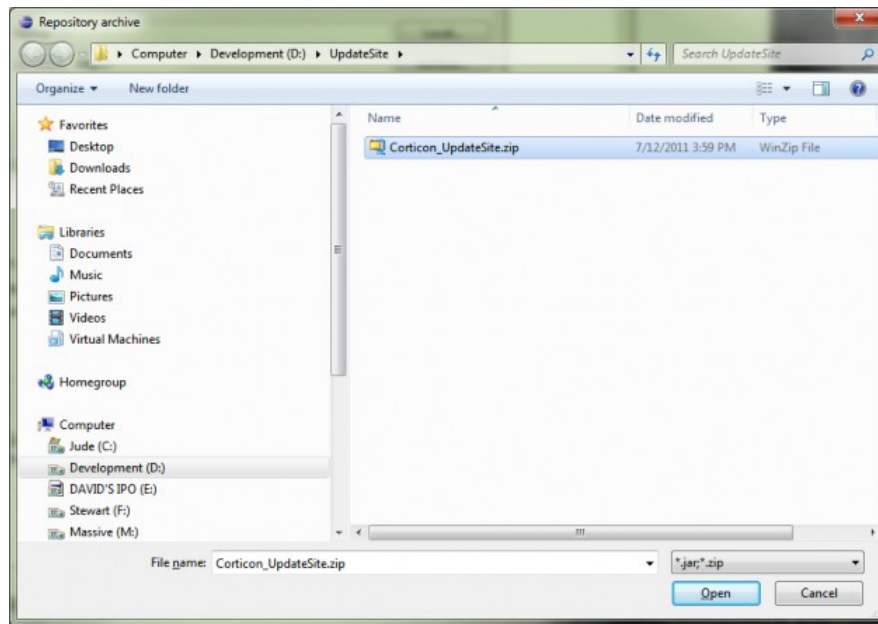 Repository archive
Computer Development (D:) UpdateSite
Search UpdateSite
Organize New folder
Name Date modified Type
Corticon_UpdateSite.zip 7/12/2011 3:59 PM WinZip File
Favorites
Desktop
Downloads
Recent Places
Libraries
Documents
Music
Pictures
Videos
Virtual Machines
Homegroup
Computer
Jude (C:)
Development (D:)
DAVID'S IPO (E:)
Stewart (F:)
Massive (M:)
File name: Corticon_UpdateSite.zip
*.jar;*.zip
Open Cancel